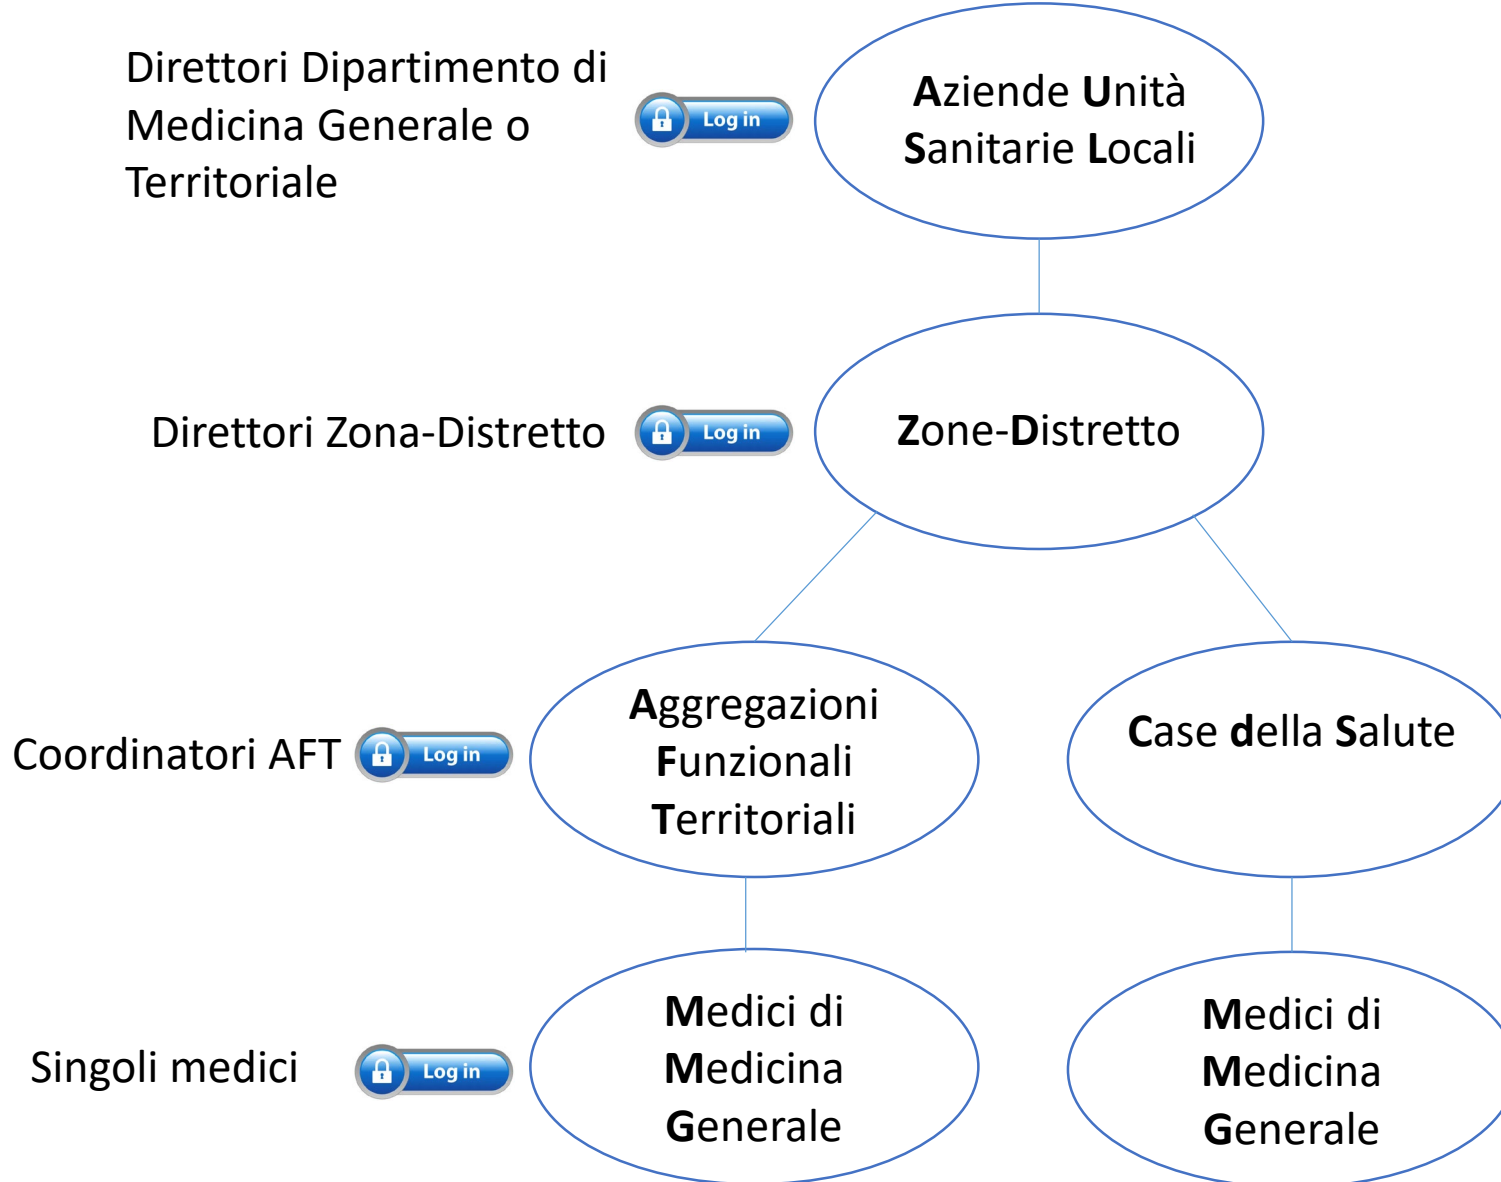 Direttori Dipartimento di
Medicina Generale o
Territoriale
Log in
Aziende Unità
Sanitarie Locali
Direttori Zona-Distretto
Log in
Zone-Distretto
Coordinatori AFT
Log in
Aggregazioni
Funzionali
Territoriali
Case della Salute
Singoli medici
Log in
Medici di
Medicina
Generale
Medici di
Medicina
Generale